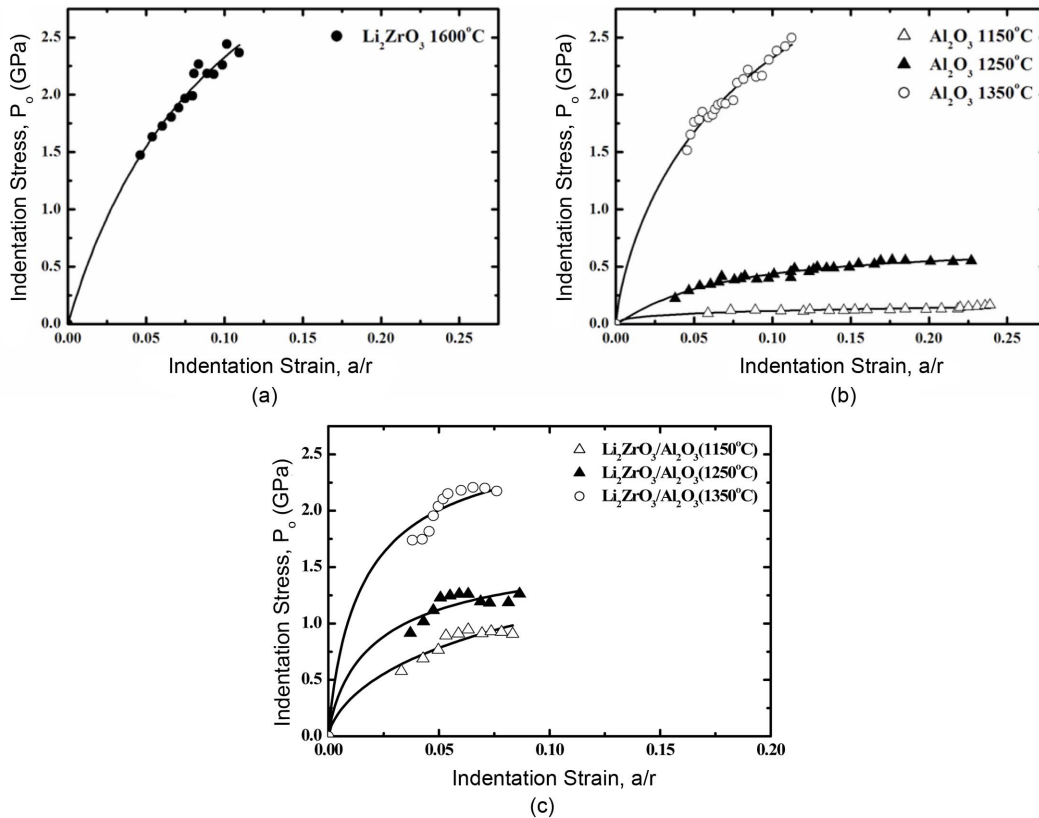 Li₂ZrO₃ 1600°C
Indentation Stress, Pₒ (GPa)
2.5
2.0
1.5
1.0
0.5
0.0
0.00 0.05 0.10 0.15 0.20 0.25
Indentation Strain, a/r
(a)
Al₂O₃ 1150°C
Al₂O₃ 1250°C
Al₂O₃ 1350°C
Indentation Stress, Pₒ (GPa)
2.5
2.0
1.5
1.0
0.5
0.0
0.00 0.05 0.10 0.15 0.20 0.25
Indentation Strain, a/r
(b)
Li₂ZrO₃/Al₂O₃(1150°C)
Li₂ZrO₃/Al₂O₃(1250°C)
Li₂ZrO₃/Al₂O₃(1350°C)
Indentation Stress, Pₒ (GPa)
2.5
2.0
1.5
1.0
0.5
0.0
0.00 0.05 0.10 0.15 0.20
Indentation Strain, a/r
(c)